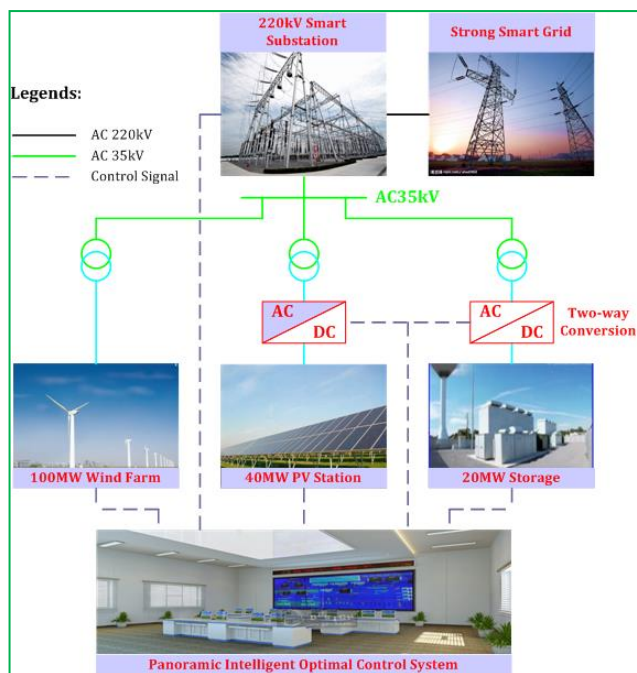 220kV Smart
Substation
Strong Smart Grid
Legends:
AC 220kV
AC 35kV
Control Signal
AC35kV
AC
DC
AC
DC
Two-way
Conversion
100MW Wind Farm
40MW PV Station
20MW Storage
Panoramic Intelligent Optimal Control System